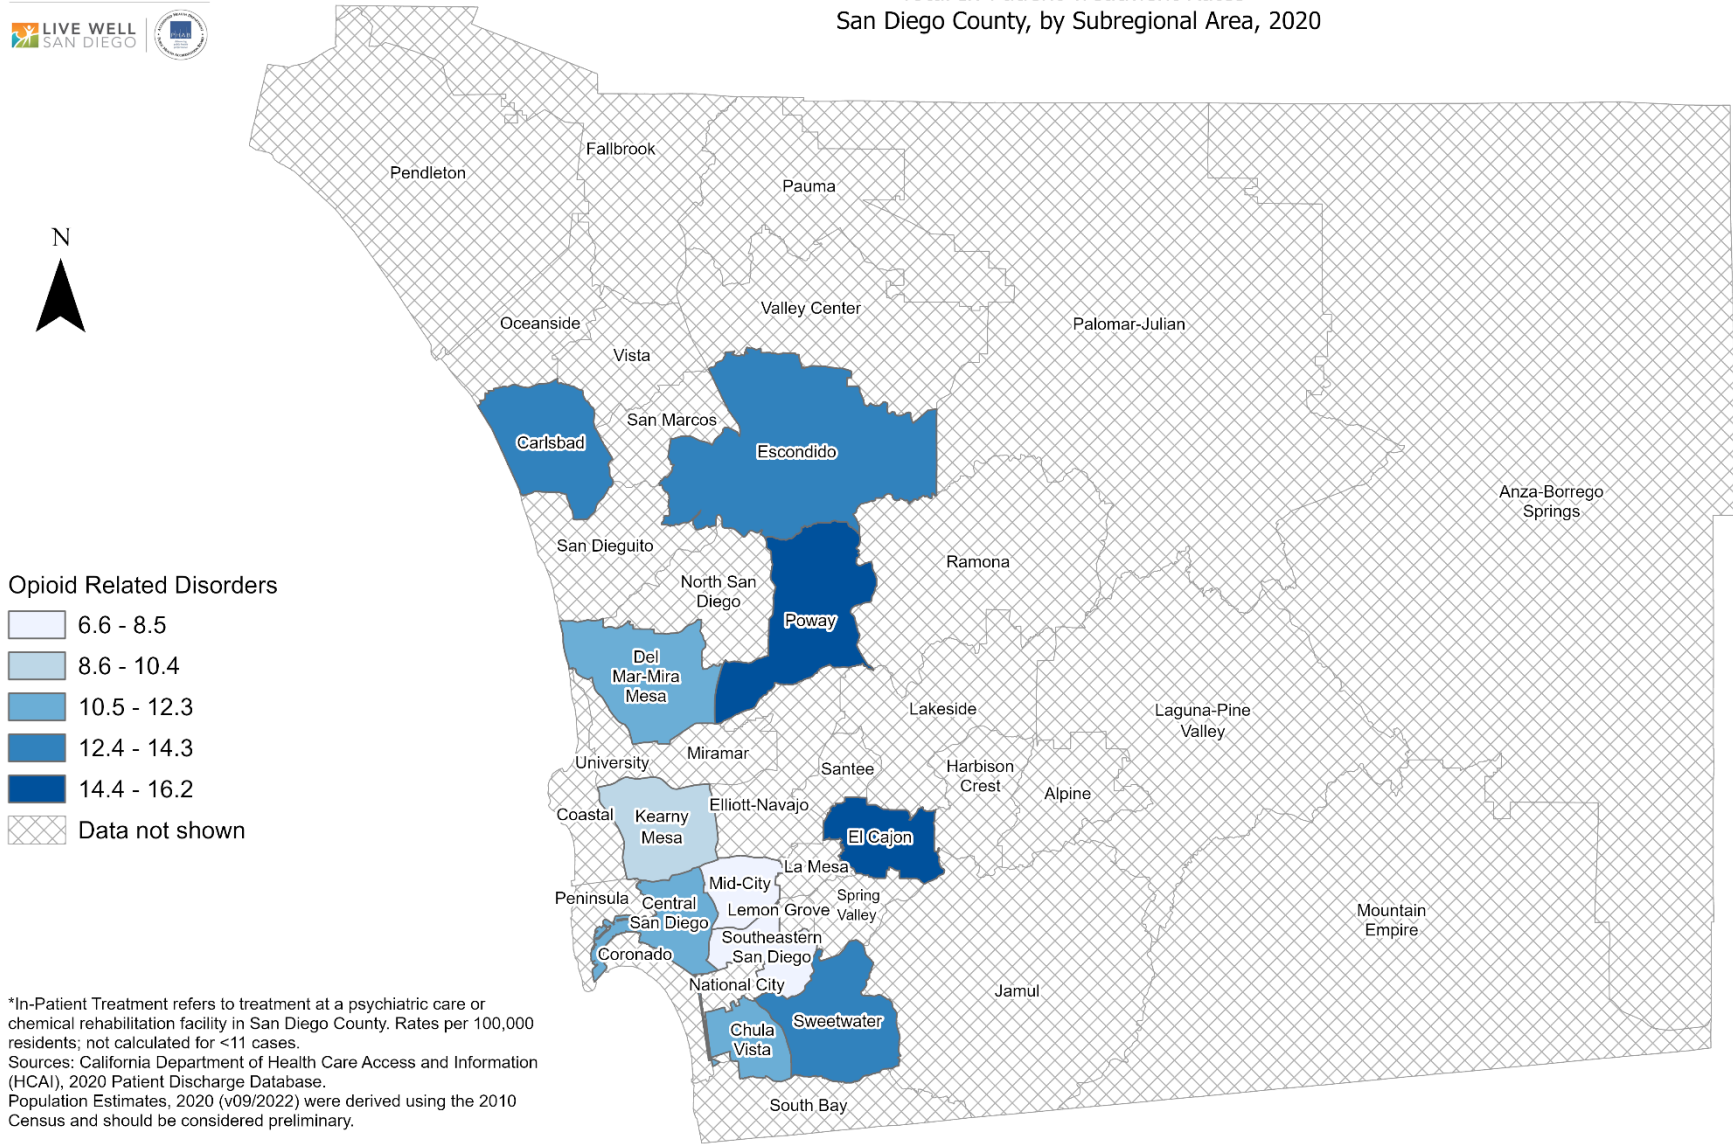 LIVE WELL
SAN DIEGO
San Diego County, by Subregional Area, 2020
N
Pendleton
Fallbrook
Pauma
Oceanside
Valley Center
Palomar-Julian
Vista
San Marcos
Carlsbad
Escondido
Anza-Borrego
Springs
San Dieguito
North San
Diego
Ramona
Poway
Del
Mar-Mira
Mesa
Lakeside
Laguna-Pine
Valley
University
Miramar
Santee
Harbison
Crest
Alpine
Coastal
Kearny
Mesa
Elliott-Navajo
El Cajon
La Mesa
Mid-City
Peninsula
Central
San Diego
Lemon Grove
Spring
Valley
Mountain
Empire
Southeastern
San Diego
Coronado
National City
Jamul
Sweetwater
Chula
Vista
South Bay
Opioid Related Disorders
6.6 - 8.5
8.6 - 10.4
10.5 - 12.3
12.4 - 14.3
14.4 - 16.2
Data not shown
*In-Patient Treatment refers to treatment at a psychiatric care or
chemical rehabilitation facility in San Diego County. Rates per 100,000
residents; not calculated for <11 cases.
Sources: California Department of Health Care Access and Information
(HCAI), 2020 Patient Discharge Database.
Population Estimates, 2020 (v09/2022) were derived using the 2010
Census and should be considered preliminary.